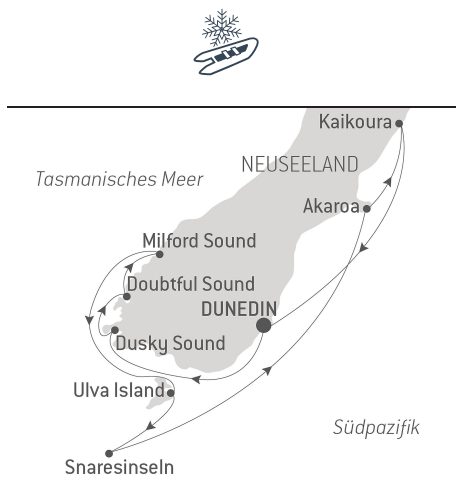 Kaikoura
NEUSEELAND
Tasmanisches Meer
Akaroa
Milford Sound
Doubtful Sound
DUNEDIN
Dusky Sound
Ulva Island
Südpazifik
Snaresinseln